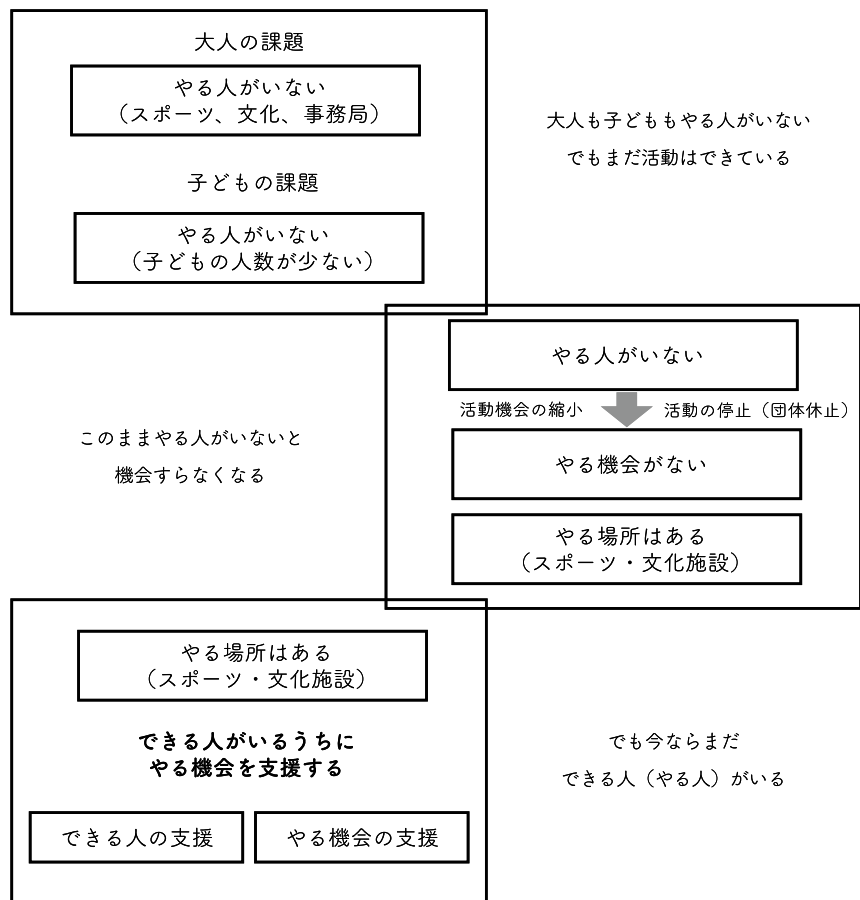 大人の課題
やる人がいない
（スポーツ、文化、事務局）
子どもの課題
やる人がいない
（子どもの人数が少ない）
大人も子どももやる人がいない
でもまだ活動はできている
やる人がいない
活動機会の縮小
活動の停止（団体休止）
やる機会がない
やる場所はある
（スポーツ・文化施設）
このままやる人がいないと
機会すらなくなる
やる場所はある
（スポーツ・文化施設）
できる人がいるうちに
やる機会を支援する
できる人の支援
やる機会の支援
でも今ならまだ
できる人（やる人）がいる